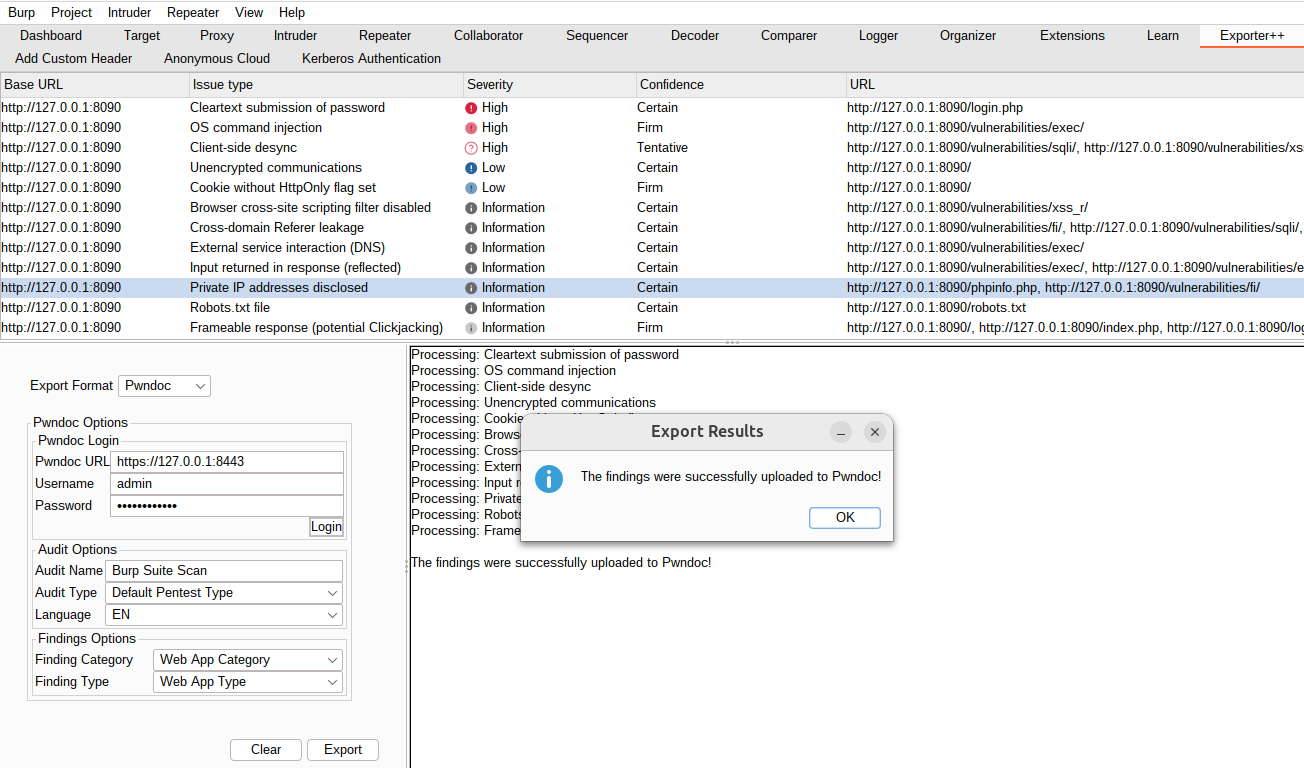 Burp Project Intruder Repeater View Help
Dashboard Target Proxy Intruder Repeater Collaborator Sequencer Decoder Comparer Logger Organizer Extensions Learn Exporter++
Add Custom Header Anonymous Cloud Kerberos Authentication
Base URL Issue type Severity Confidence URL
http://127.0.0.1:8090 Cleartext submission of password High Certain http://127.0.0.1:8090/login.php
http://127.0.0.1:8090 OS command injection High Firm http://127.0.0.1:8090/vulnerabilities/exec/
http://127.0.0.1:8090 Client-side desync High Tentative http://127.0.0.1:8090/vulnerabilities/sqli/, http://127.0.0.1:8090/vulnerabilities/xs
http://127.0.0.1:8090 Unencrypted communications Low Certain http://127.0.0.1:8090/
http://127.0.0.1:8090 Cookie without HttpOnly flag set Low Firm http://127.0.0.1:8090/
http://127.0.0.1:8090 Browser cross-site scripting filter disabled Information Certain http://127.0.0.1:8090/vulnerabilities/xss_r/
http://127.0.0.1:8090 Cross-domain Referer leakage Information Certain http://127.0.0.1:8090/vulnerabilities/fi/, http://127.0.0.1:8090/vulnerabilities/sqli/,
http://127.0.0.1:8090 External service interaction (DNS) Information Certain http://127.0.0.1:8090/vulnerabilities/exec/
http://127.0.0.1:8090 Input returned in response (reflected) Information Certain http://127.0.0.1:8090/vulnerabilities/exec/, http://127.0.0.1:8090/vulnerabilities/e
http://127.0.0.1:8090 Private IP addresses disclosed Information Certain http://127.0.0.1:8090/phpinfo.php, http://127.0.0.1:8090/vulnerabilities/fi/
http://127.0.0.1:8090 Robots.txt file Information Certain http://127.0.0.1:8090/robots.txt
http://127.0.0.1:8090 Frameable response (potential Clickjacking) Information Firm http://127.0.0.1:8090/, http://127.0.0.1:8090/index.php, http://127.0.0.1:8090/log
Export Format Pwndoc
Pwndoc Options
Pwndoc Login
Pwndoc URL https://127.0.0.1:8443
Username admin
Password ••••••••••••
Login
Audit Options
Audit Name Burp Suite Scan
Audit Type Default Pentest Type
Language EN
Findings Options
Finding Category Web App Category
Finding Type Web App Type
Clear Export
Processing: Cleartext submission of password
Processing: OS command injection
Processing: Client-side desync
Processing: Unencrypted communications
Processing: Cookie
Processing: Brows
Processing: Cross-
Processing: Extern
Processing: Input r
Processing: Private
Processing: Robots
Processing: Frame
The findings were successfully uploaded to Pwndoc!
Export Results
The findings were successfully uploaded to Pwndoc!
OK